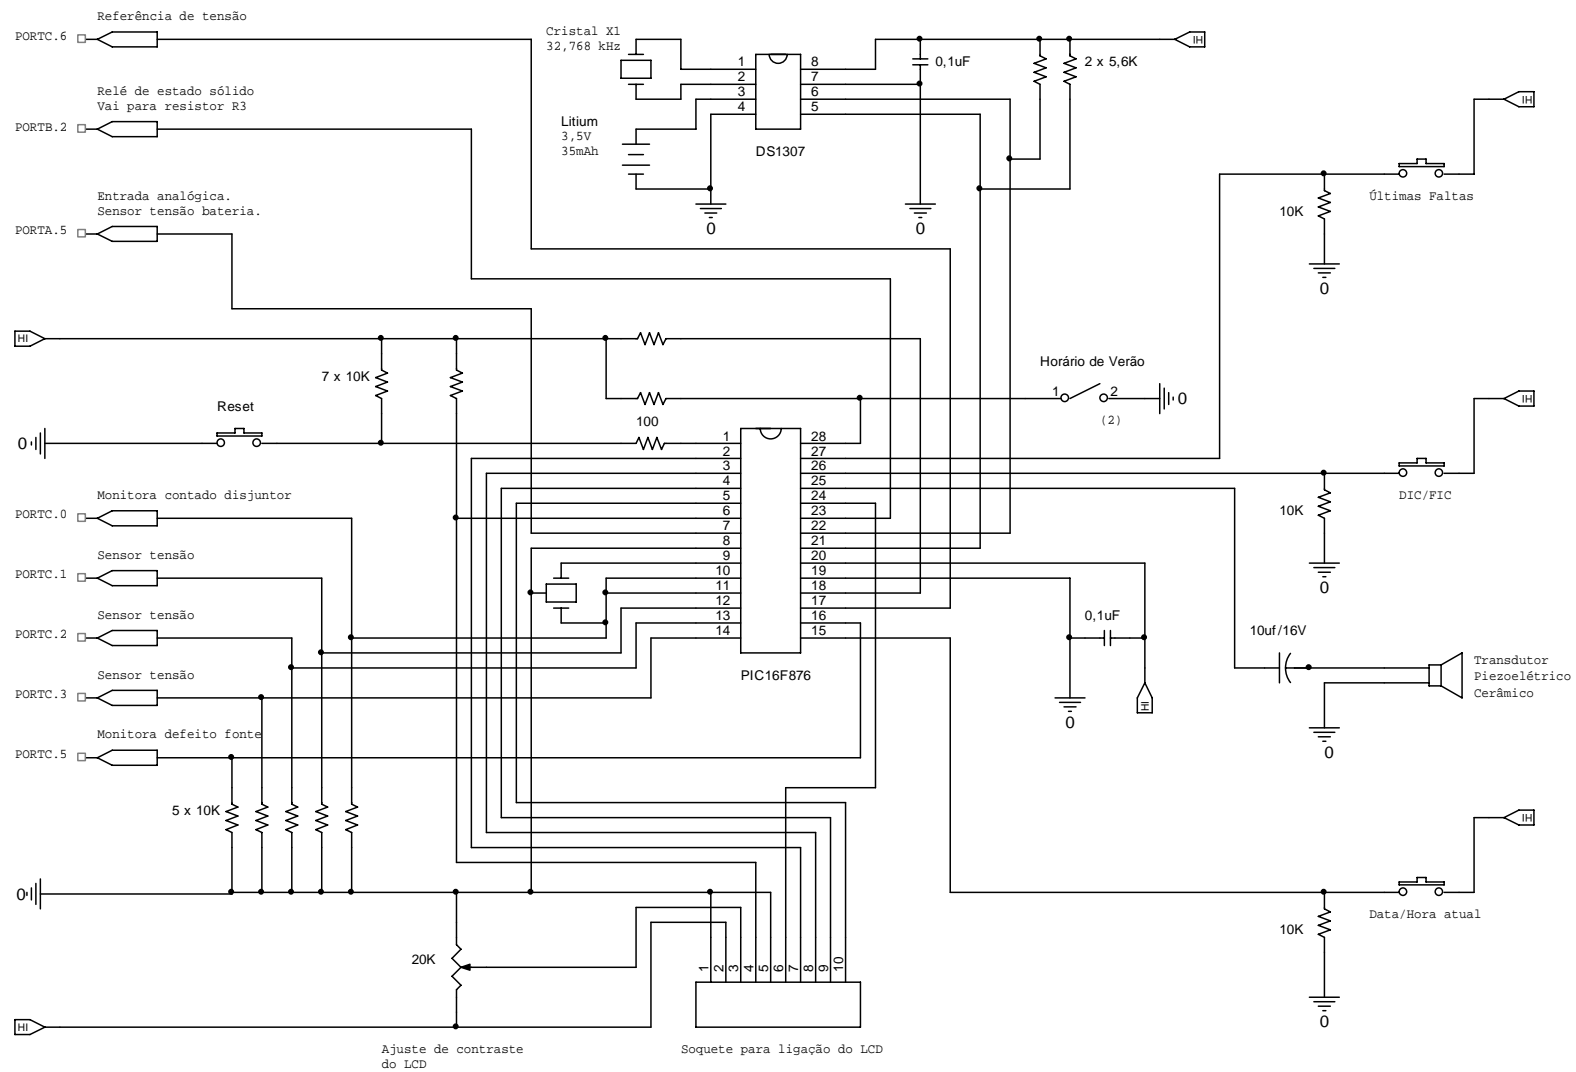 Referência de tensão
PORTC.6
Relé de estado sólido
Vai para resistor R3
PORTB.2
Entrada analógica.
Sensor tensão bateria.
PORTA.5
Cristal X1
32,768 kHz
Litium
3,5V
35mAh
1
2
3
4
8
7
6
5
DS1307
0
0,1uF
0
2 x 5,6K
HI
HI
Últimas Faltas
10K
0
HI
7 x 10K
Reset
0
100
Horário de Verão
1
2
(2)
0
HI
DIC/FIC
10K
0
1
2
3
4
5
6
7
8
9
10
11
12
13
14
28
27
26
25
24
23
22
21
20
19
18
17
16
15
PIC16F876
Monitora contado disjuntor
PORTC.0
Sensor tensão
PORTC.1
Sensor tensão
PORTC.2
Sensor tensão
PORTC.3
Monitora defeito fonte
PORTC.5
0,1uF
0
HI
10uf/16V
Transdutor
Piezoelétrico
Cerâmico
0
5 x 10K
0
20K
HI
Ajuste de contraste
do LCD
1
2
3
4
5
6
7
8
9
10
Soquete para ligação do LCD
HI
Data/Hora atual
10K
0